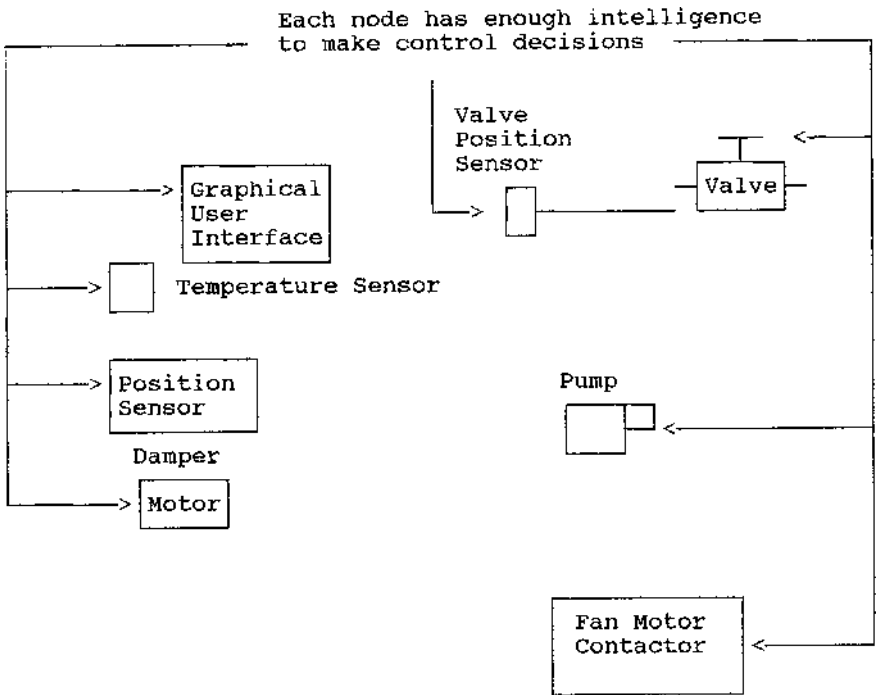 Each node has enough intelligence
to make control decisions
Valve
Position
Sensor
Valve
Graphical
User
Interface
Temperature Sensor
Position
Sensor
Pump
Damper
Motor
Fan Motor
Contactor